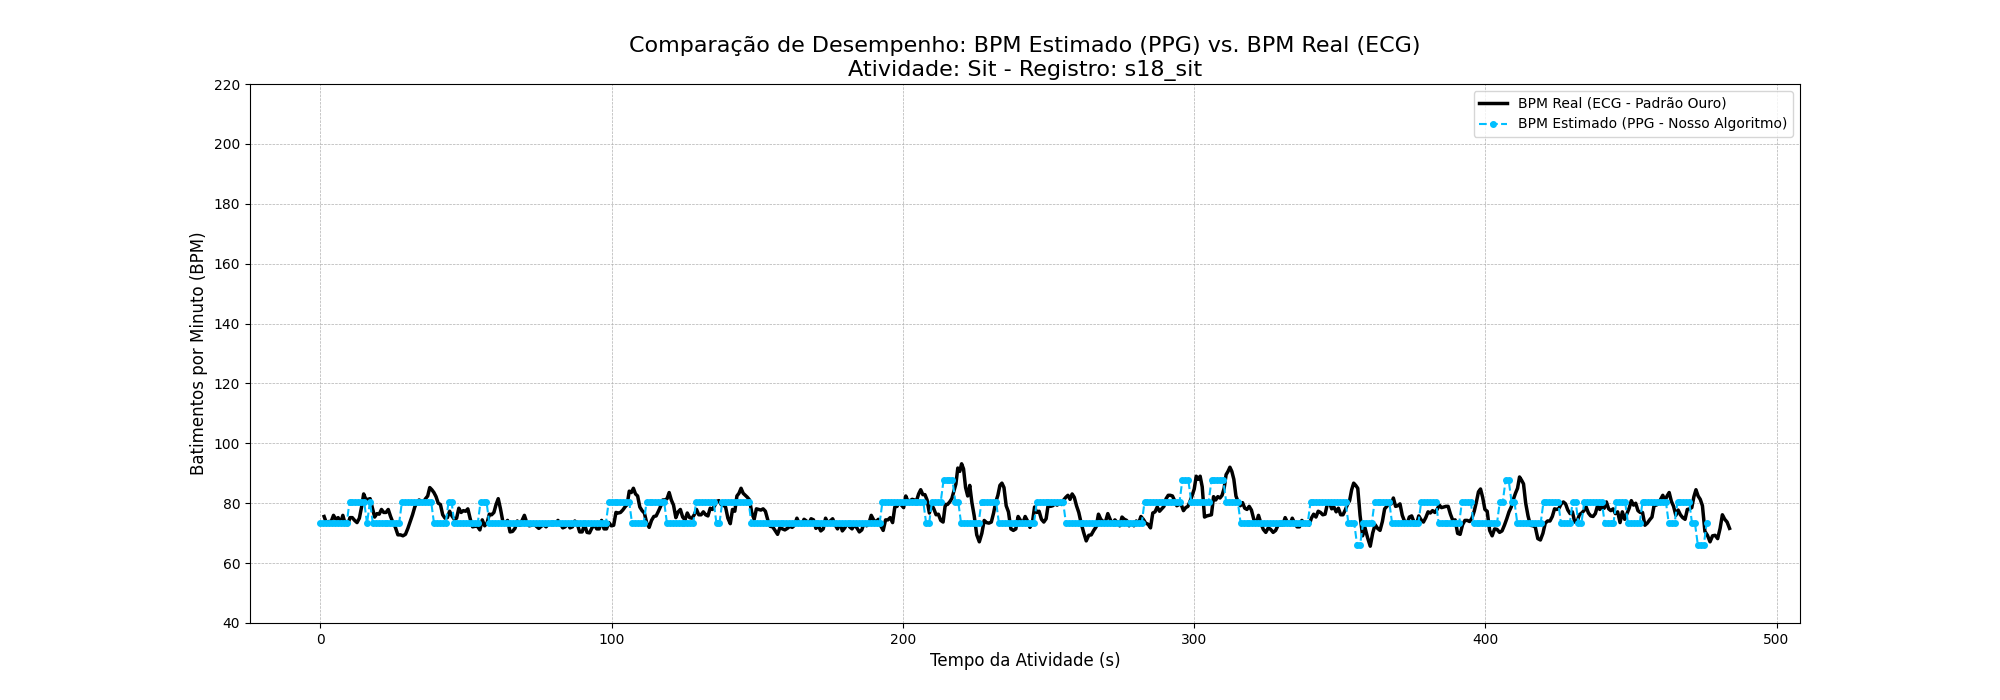 Comparação de Desempenho: BPM Estimado (PPG) vs. BPM Real (ECG)
Atividade: Sit - Registro: s18_sit
BPM Real (ECG - Padrão Ouro)
BPM Estimado (PPG - Nosso Algoritmo)
Batimentos por Minuto (BPM)
220
200
180
160
140
120
100
80
60
40
0 100 200 300 400 500
Tempo da Atividade (s)